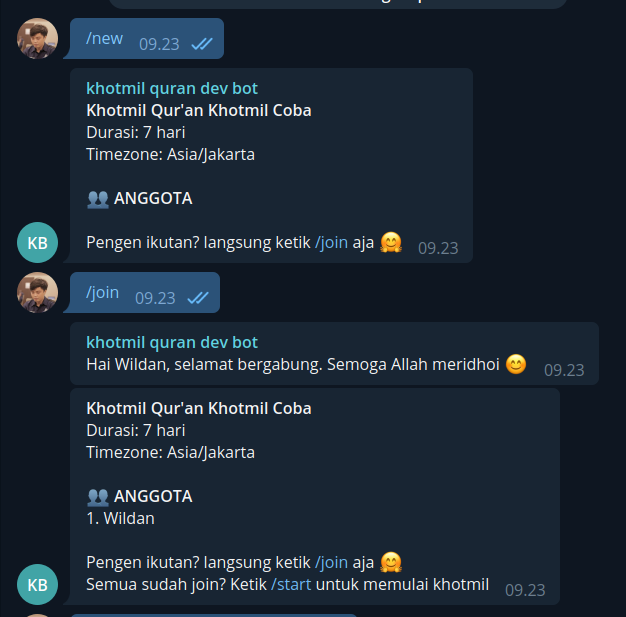 /new 09.23
khotmil quran dev bot
Khotmil Qur'an Khotmil Coba
Durasi: 7 hari
Timezone: Asia/Jakarta
👥 ANGGOTA
KB
Pengen ikutan? langsung ketik /join aja 🤗 09.23
/join 09.23
khotmil quran dev bot
Hai Wildan, selamat bergabung. Semoga Allah meridhoi 😊 09.23
Khotmil Qur'an Khotmil Coba
Durasi: 7 hari
Timezone: Asia/Jakarta
👥 ANGGOTA
1. Wildan
Pengen ikutan? langsung ketik /join aja 🤗
KB
Semua sudah join? Ketik /start untuk memulai khotmil 09.23